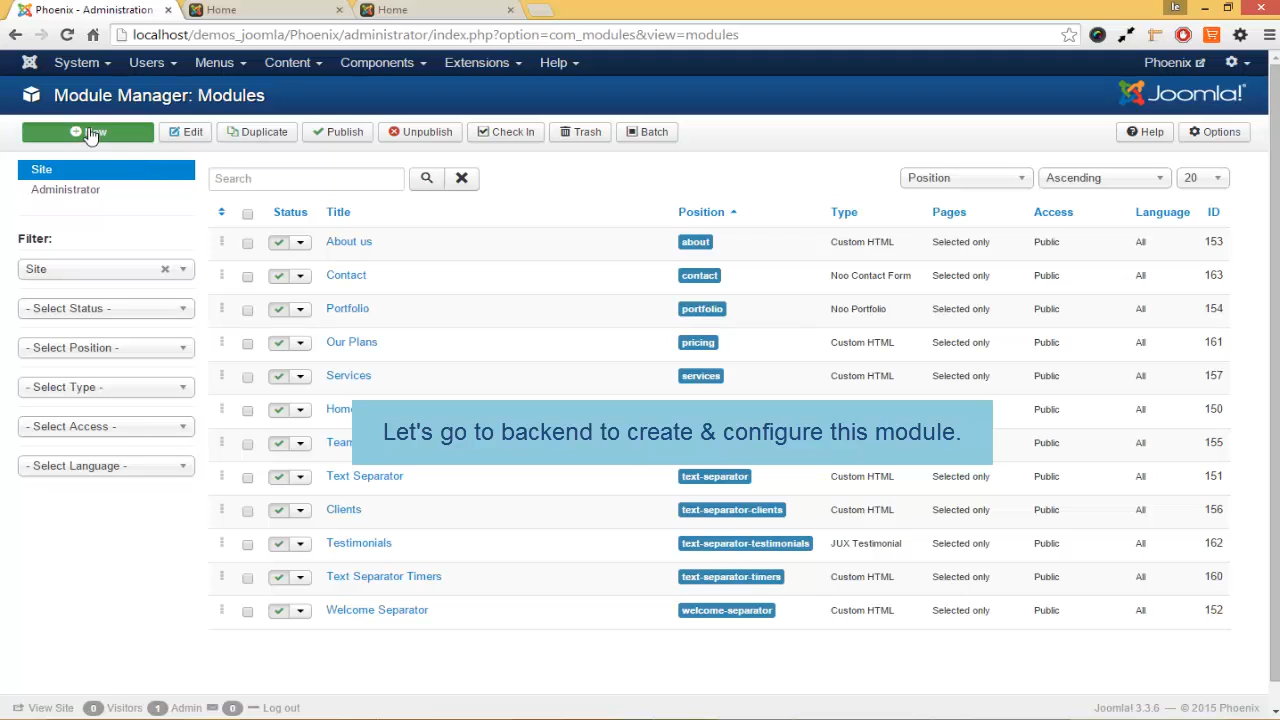 Phoenix - Administration
Home
Home
localhost/demos_joomla/Phoenix/administrator/index.php?option=com_modules&view=modules
System Users Menus Content Components Extensions Help Phoenix
Module Manager: Modules Joomla!
Edit Duplicate Publish Unpublish Check In Trash Batch Help Options
Site
Administrator
Filter:
Site
- Select Status -
- Select Position -
- Select Type -
- Select Access -
- Select Language -
Search Position Ascending 20
Status Title Position Type Pages Access Language ID
About us about Custom HTML Selected only Public All 153
Contact contact Noo Contact Form Selected only Public All 163
Portfolio portfolio Noo Portfolio Selected only Public All 154
Our Plans pricing Custom HTML Selected only Public All 161
Services services Custom HTML Selected only Public All 157
Public All 150
Let's go to backend to create & configure this module.
Public All 155
Text Separator text-separator Custom HTML Selected only Public All 151
Clients text-separator-clients Custom HTML Selected only Public All 156
Testimonials text-separator-testimonials JUX Testimonial Selected only Public All 162
Text Separator Timers text-separator-timers Custom HTML Selected only Public All 160
Welcome Separator welcome-separator Custom HTML Selected only Public All 152
View Site 0 Visitors 1 Admin 0 Log out Joomla! 3.3.6 — © 2015 Phoenix